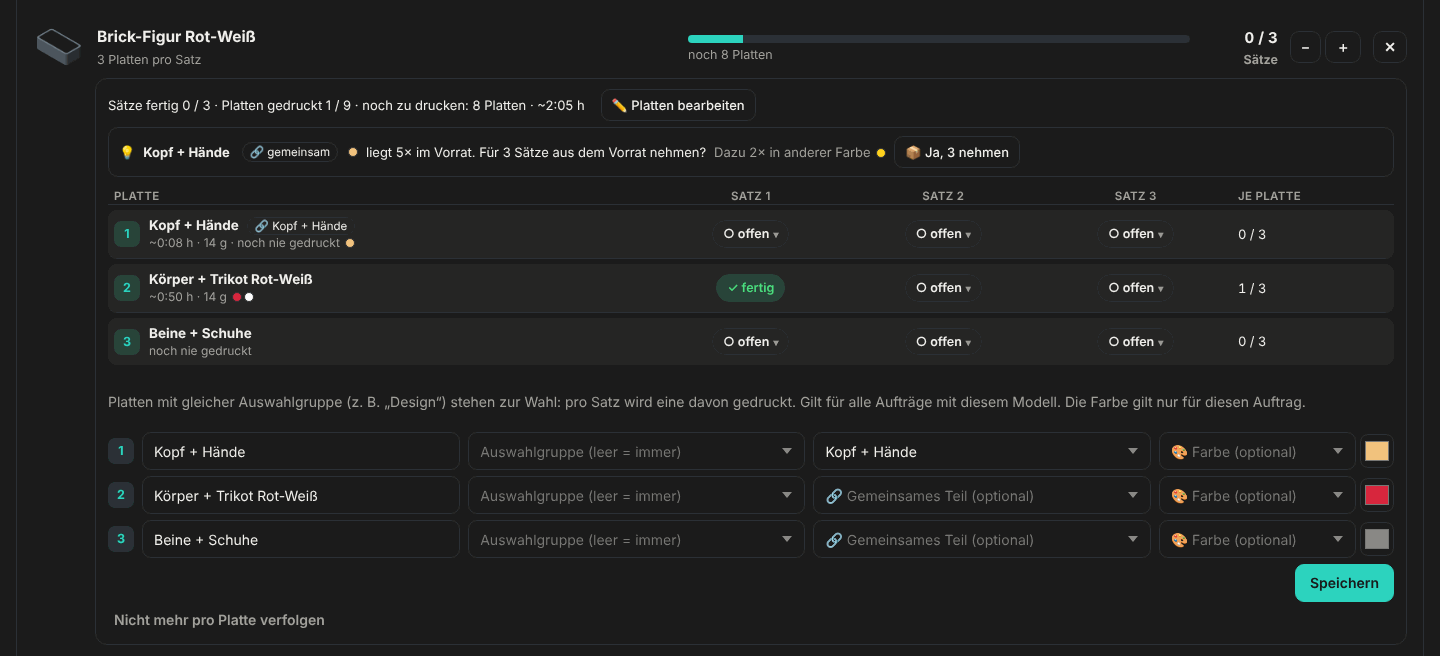 Brick-Figur Rot-Weiß
3 Platten pro Satz
noch 8 Platten
0 / 3
Sätze
– + ✕
Sätze fertig 0 / 3 · Platten gedruckt 1 / 9 · noch zu drucken: 8 Platten · ~2:05 h ✏️ Platten bearbeiten
💡 Kopf + Hände 🔗 gemeinsam liegt 5× im Vorrat. Für 3 Sätze aus dem Vorrat nehmen? Dazu 2× in anderer Farbe 📦 Ja, 3 nehmen
PLATTE SATZ 1 SATZ 2 SATZ 3 JE PLATTE
1 Kopf + Hände 🔗 Kopf + Hände
~0:08 h · 14 g · noch nie gedruckt
offen ▾ offen ▾ offen ▾ 0 / 3
2 Körper + Trikot Rot-Weiß
~0:50 h · 14 g
✓ fertig offen ▾ offen ▾ 1 / 3
3 Beine + Schuhe
noch nie gedruckt
offen ▾ offen ▾ offen ▾ 0 / 3
Platten mit gleicher Auswahlgruppe (z. B. „Design“) stehen zur Wahl: pro Satz wird eine davon gedruckt. Gilt für alle Aufträge mit diesem Modell. Die Farbe gilt nur für diesen Auftrag.
1 Kopf + Hände Auswahlgruppe (leer = immer) Kopf + Hände 🎨 Farbe (optional)
2 Körper + Trikot Rot-Weiß Auswahlgruppe (leer = immer) 🔗 Gemeinsames Teil (optional) 🎨 Farbe (optional)
3 Beine + Schuhe Auswahlgruppe (leer = immer) 🔗 Gemeinsames Teil (optional) 🎨 Farbe (optional)
Speichern
Nicht mehr pro Platte verfolgen